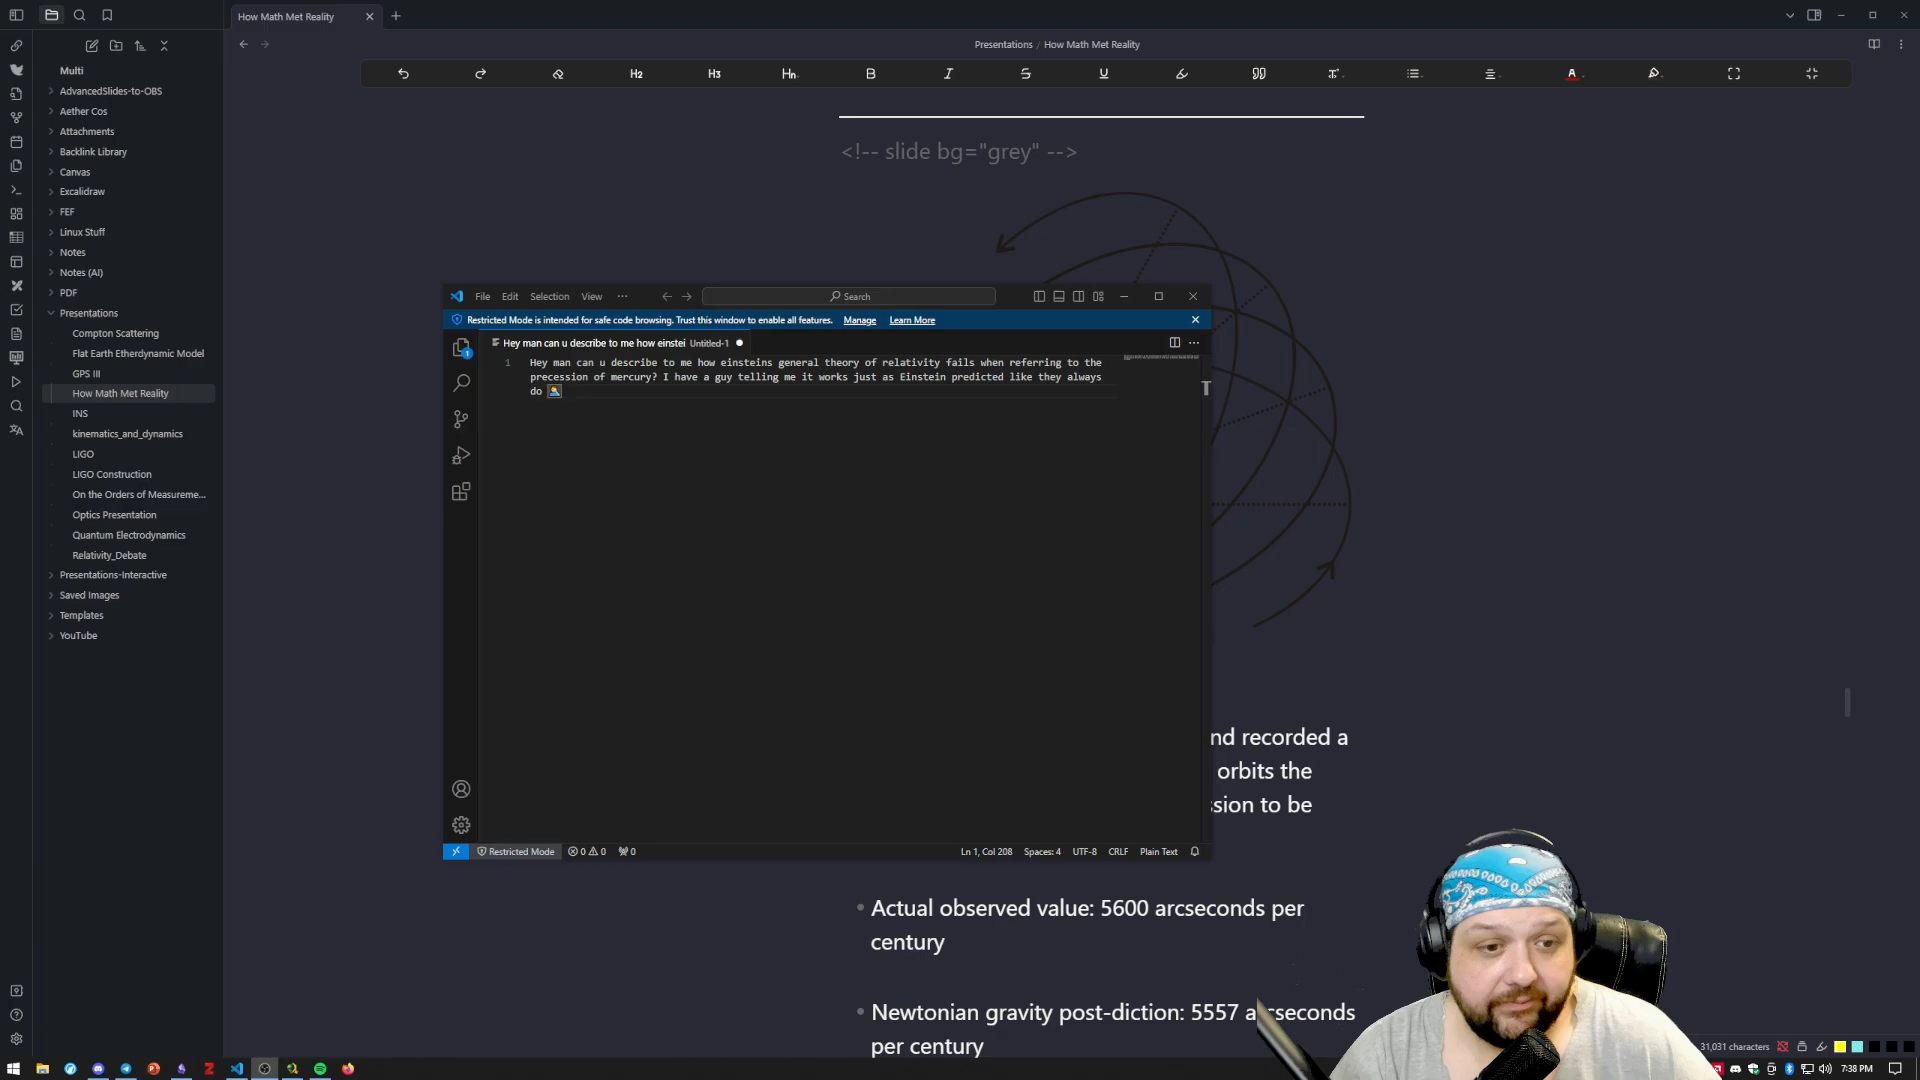 How Math Met Reality
Presentations / How Math Met Reality
H2 H3 Hn B I S U A
Multi
AdvancedSlides-to-OBS
Aether Cos
Attachments
Backlink Library
Canvas
Excalidraw
FEF
Linux Stuff
Notes
Notes (AI)
PDF
Presentations
Compton Scattering
Flat Earth Etherdynamic Model
GPS III
How Math Met Reality
INS
kinematics_and_dynamics
LIGO
LIGO Construction
On the Orders of Measureme...
Optics Presentation
Quantum Electrodynamics
Relativity_Debate
Presentations-Interactive
Saved Images
Templates
YouTube
<!-- slide bg="grey" -->
File Edit Selection View ··· Search
Restricted Mode is intended for safe code browsing. Trust this window to enable all features. Manage Learn More
Hey man can u describe to me how einstei Untitled-1
1 Hey man can u describe to me how einsteins general theory of relativity fails when referring to the
precession of mercury? I have a guy telling me it works just as Einstein predicted like they always
do 🤷‍♂️
T
1
Restricted Mode 0 0 0 Ln 1, Col 208 Spaces: 4 UTF-8 CRLF Plain Text
nd recorded a
orbits the
ssion to be
• Actual observed value: 5600 arcseconds per
century
• Newtonian gravity post-diction: 5557 arcseconds
per century
31,031 characters
7:38 PM